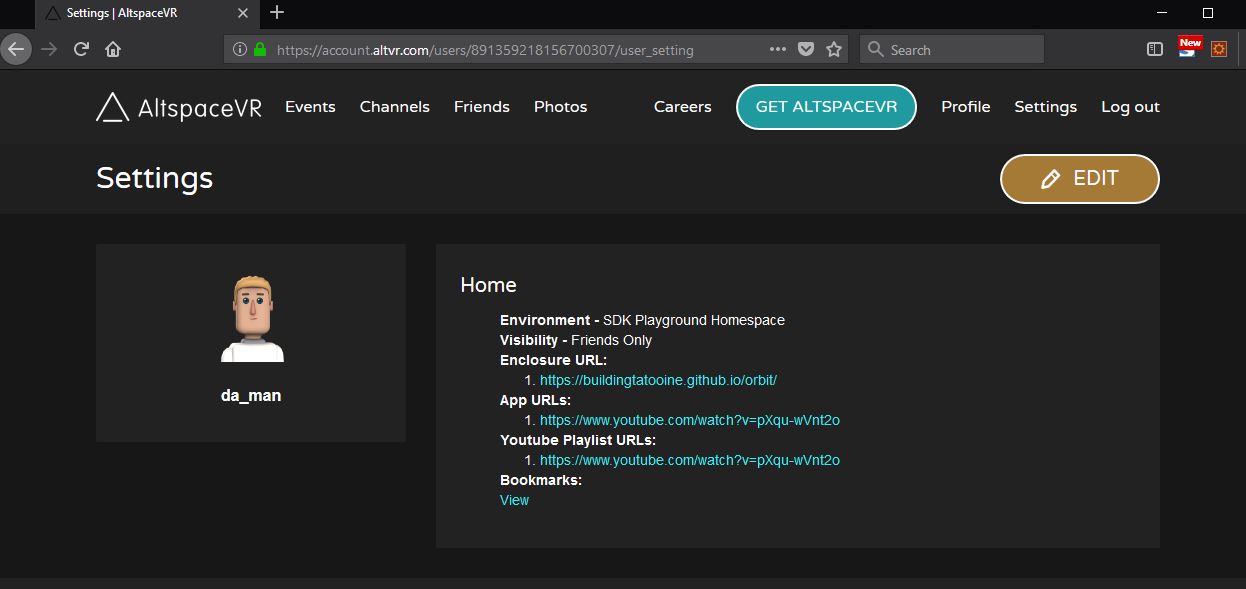 Settings | AltspaceVR
https://account.altvr.com/users/891359218156700307/user_setting
Search
New
AltspaceVR Events Channels Friends Photos Careers GET ALTSPACEVR Profile Settings Log out
Settings
EDIT
da_man
Home
Environment - SDK Playground Homespace
Visibility - Friends Only
Enclosure URL:
1. https://buildingtatooine.github.io/orbit/
App URLs:
1. https://www.youtube.com/watch?v=pXqu-wVnt2o
Youtube Playlist URLs:
1. https://www.youtube.com/watch?v=pXqu-wVnt2o
Bookmarks:
View